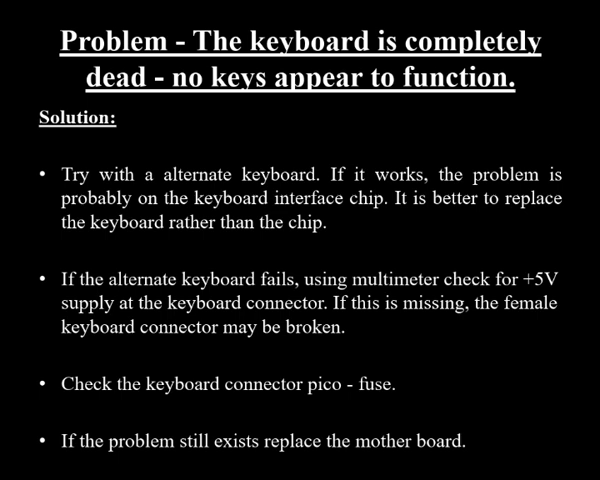 Problem - The keyboard is completely
dead - no keys appear to function.
Solution:
• Try with a alternate keyboard. If it works, the problem is
probably on the keyboard interface chip. It is better to replace
the keyboard rather than the chip.
• If the alternate keyboard fails, using multimeter check for +5V
supply at the keyboard connector. If this is missing, the female
keyboard connector may be broken.
• Check the keyboard connector pico - fuse.
• If the problem still exists replace the mother board.